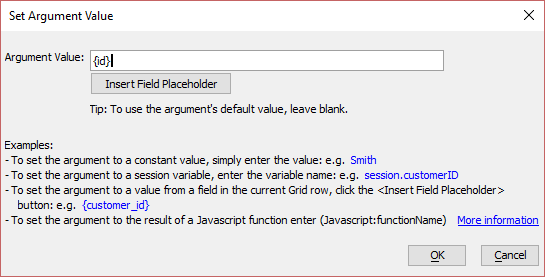 Set Argument Value
Argument Value: {id}
Insert Field Placeholder
Tip: To use the argument's default value, leave blank.
Examples:
- To set the argument to a constant value, simply enter the value: e.g. Smith
- To set the argument to a session variable, enter the variable name: e.g. session.customerID
- To set the argument to a value from a field in the current Grid row, click the <Insert Field Placeholder>
button: e.g. {customer_id}
- To set the argument to the result of a Javascript function enter (Javascript:functionName) More information
OK Cancel